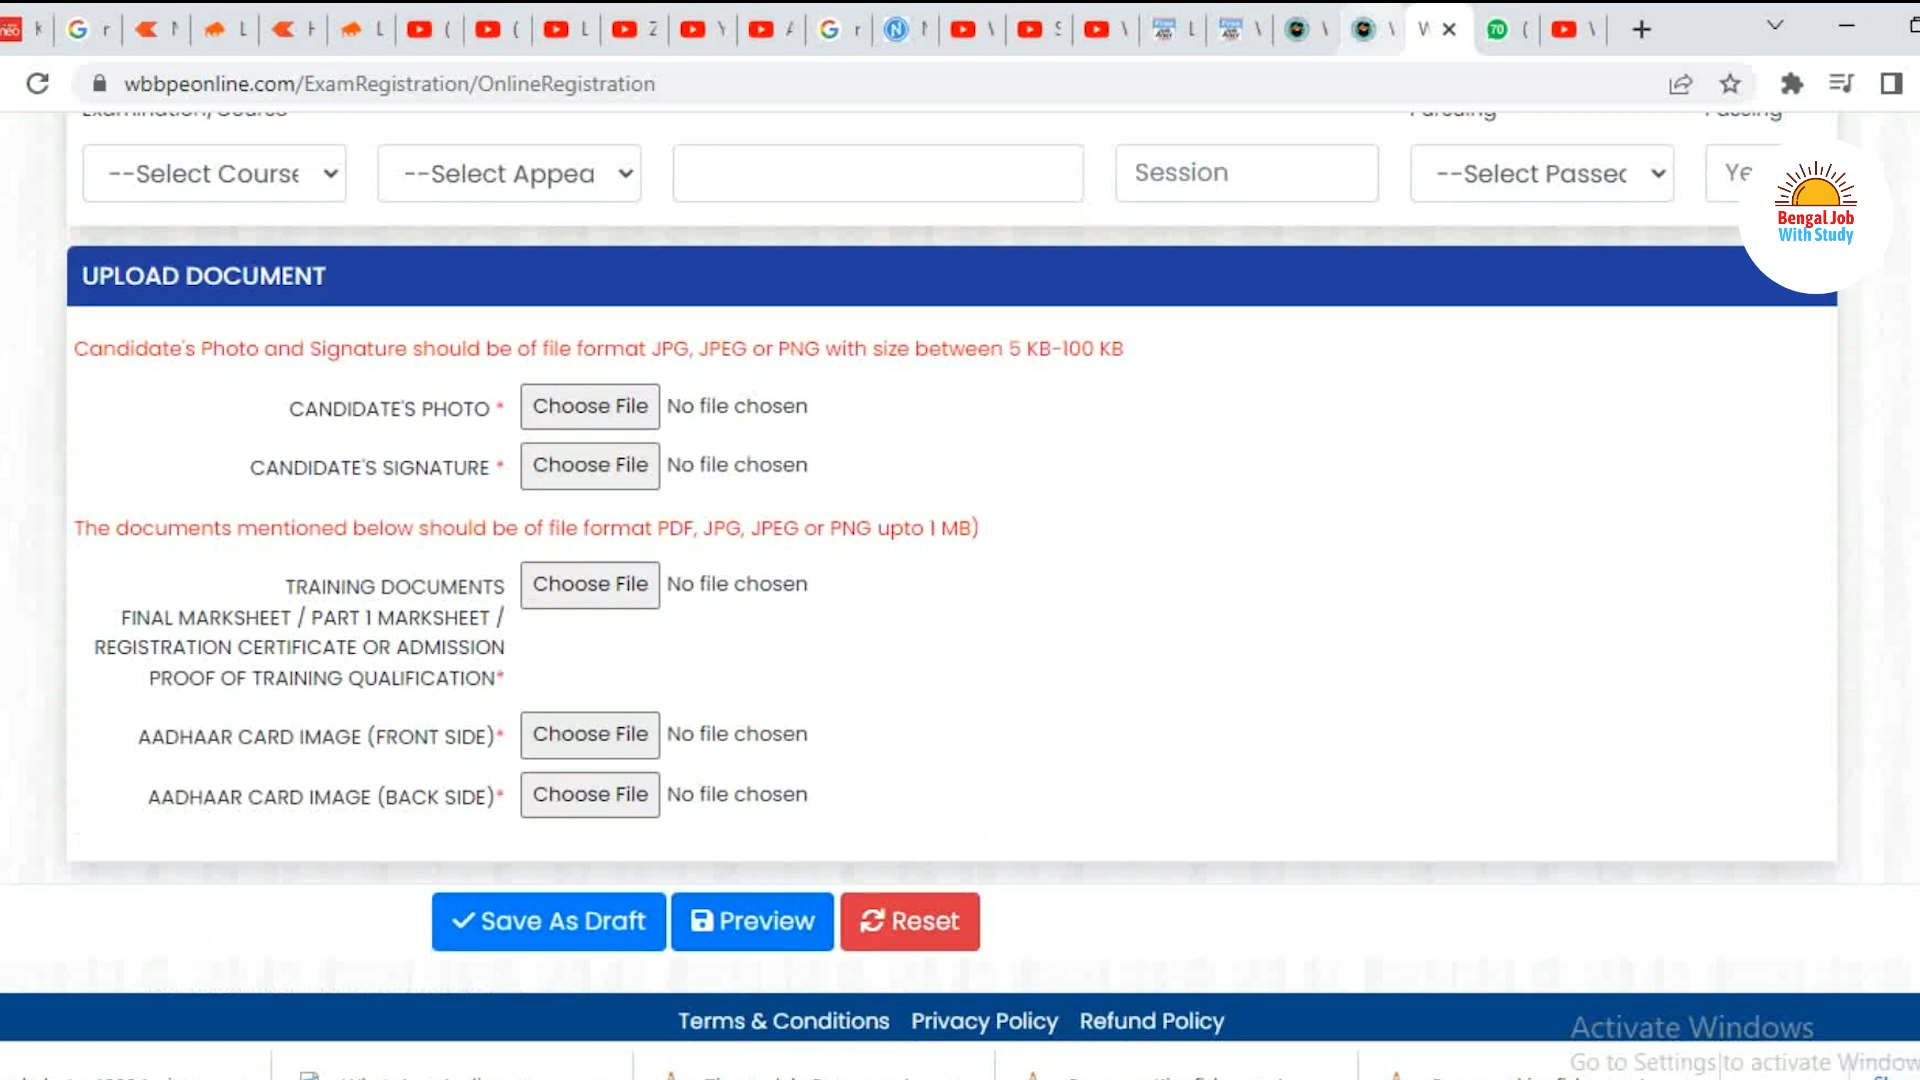 wbbpeonline.com/ExamRegistration/OnlineRegistration
--Select Course
--Select Appea
Session
--Select Passec
Ye
Bengal Job
With Study
UPLOAD DOCUMENT
Candidate's Photo and Signature should be of file format JPG, JPEG or PNG with size between 5 KB-100 KB
CANDIDATE'S PHOTO * Choose File No file chosen
CANDIDATE'S SIGNATURE * Choose File No file chosen
The documents mentioned below should be of file format PDF, JPG, JPEG or PNG upto 1 MB)
TRAINING DOCUMENTS Choose File No file chosen
FINAL MARKSHEET / PART 1 MARKSHEET /
REGISTRATION CERTIFICATE OR ADMISSION
PROOF OF TRAINING QUALIFICATION*
AADHAAR CARD IMAGE (FRONT SIDE)* Choose File No file chosen
AADHAAR CARD IMAGE (BACK SIDE)* Choose File No file chosen
Save As Draft Preview Reset
Terms & Conditions Privacy Policy Refund Policy
Activate Windows
Go to Settings to activate Window